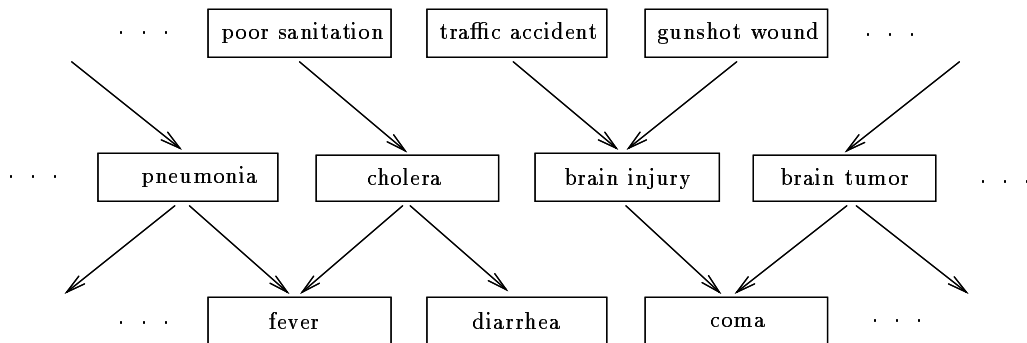 . . . poor sanitation traffic accident gunshot wound . . .
. . . pneumonia cholera brain injury brain tumor . . .
. . . fever diarrhea coma . . .